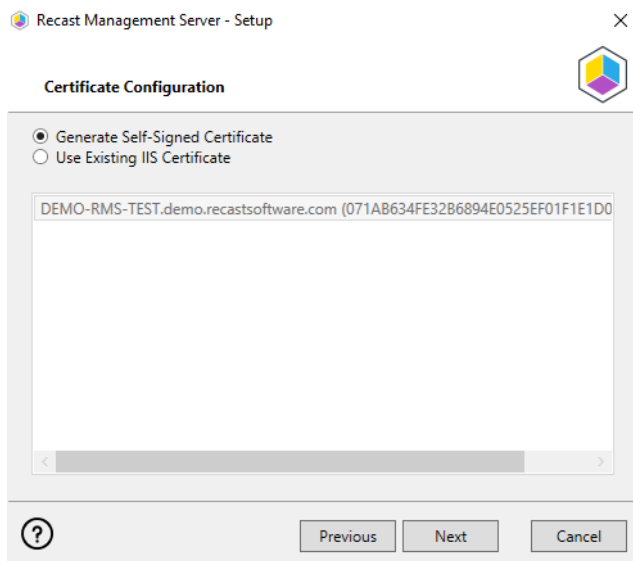 Recast Management Server - Setup
Certificate Configuration
Generate Self-Signed Certificate
Use Existing IIS Certificate
DEMO-RMS-TEST.demo.recastsoftware.com (071AB634FE32B6894E0525EF01F1E1D0
?
Previous
Next
Cancel